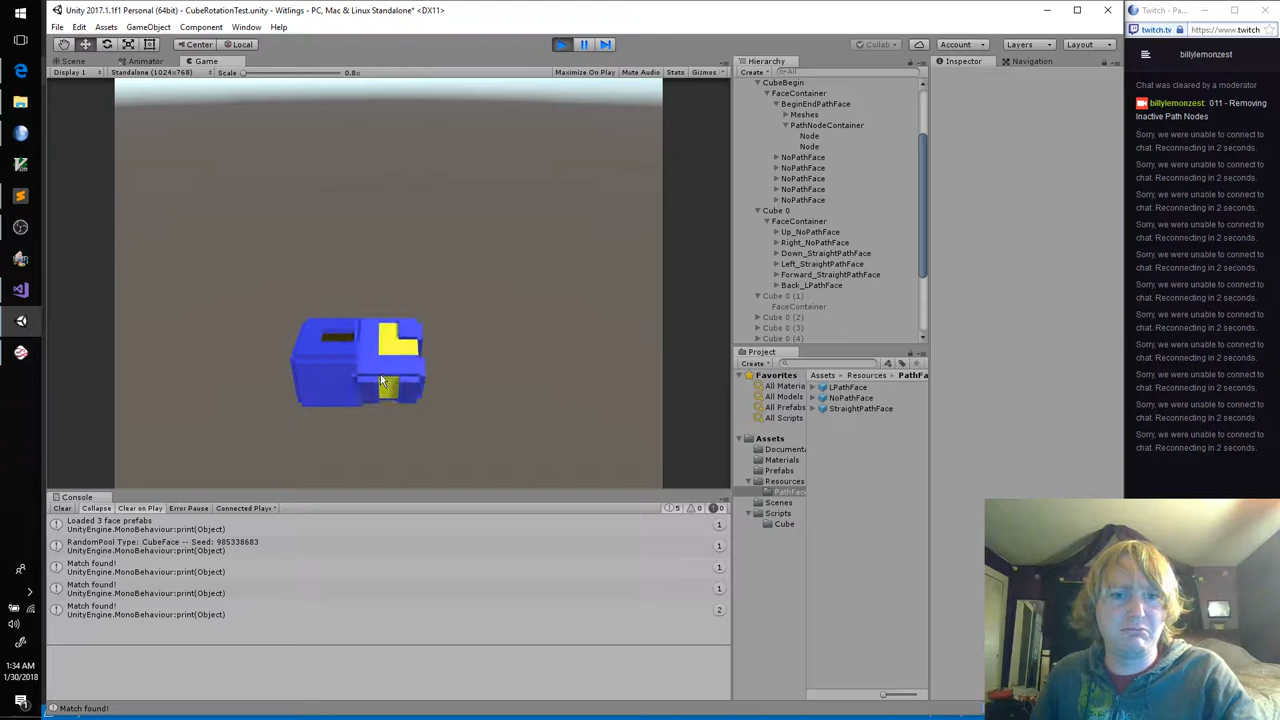 Unity 2017.1.1f1 Personal (64bit) - CubeRotationTest.unity - Witlings - PC, Mac & Linux Standalone* <DX11>
File Edit Assets GameObject Component Window Help
Center Local
Collab Account Layers Layout
Scene Animator Game
Display 1 Standalone (1024x768) Scale 0.8x Maximize On Play Mute Audio Stats Gizmos
Hierarchy
Create All
CubeBegin
FaceContainer
BeginEndPathFace
Meshes
PathNodeContainer
Node
Node
NoPathFace
NoPathFace
NoPathFace
NoPathFace
NoPathFace
Cube 0
FaceContainer
Up_NoPathFace
Right_NoPathFace
Down_StraightPathFace
Left_StraightPathFace
Forward_StraightPathFace
Back_LPathFace
Cube 0 (1)
FaceContainer
Cube 0 (2)
Cube 0 (3)
Cube 0 (4)
Project
Create
Favorites
All Materia
All Models
All Prefabs
All Scripts
Assets
Documenta
Materials
Prefabs
Resources
PathFac
Scenes
Scripts
Cube
Assets Resources PathFa
LPathFace
NoPathFace
StraightPathFace
Inspector Navigation
Console
Clear Collapse Clear on Play Error Pause Connected Player 5 0 0
Loaded 3 face prefabs
UnityEngine.MonoBehaviour:print(Object) 1
RandomPool Type: CubeFace -- Seed: 985338683
UnityEngine.MonoBehaviour:print(Object) 1
Match found!
UnityEngine.MonoBehaviour:print(Object) 1
Match found!
UnityEngine.MonoBehaviour:print(Object) 1
Match found!
UnityEngine.MonoBehaviour:print(Object) 2
Match found!
1:34 AM
1/30/2018
Twitch - Pa...
twitch.tv https://www.twitch
billylemonzest
Chat was cleared by a moderator
billylemonzest: 011 - Removing
Inactive Path Nodes
Sorry, we were unable to connect to
chat. Reconnecting in 2 seconds.
Sorry, we were unable to connect to
chat. Reconnecting in 2 seconds.
Sorry, we were unable to connect to
chat. Reconnecting in 2 seconds.
Sorry, we were unable to connect to
chat. Reconnecting in 2 seconds.
Sorry, we were unable to connect to
chat. Reconnecting in 2 seconds.
Sorry, we were unable to connect to
chat. Reconnecting in 2 seconds.
Sorry, we were unable to connect to
chat. Reconnecting in 2 seconds.
Sorry, we were unable to connect to
chat. Reconnecting in 2 seconds.
Sorry, we were unable to connect to
chat. Reconnecting in 2 seconds.
Sorry, we were unable to connect to
chat. Reconnecting in 2 seconds.
Sorry, we were unable to connect to
chat. Reconnecting in 2 seconds.